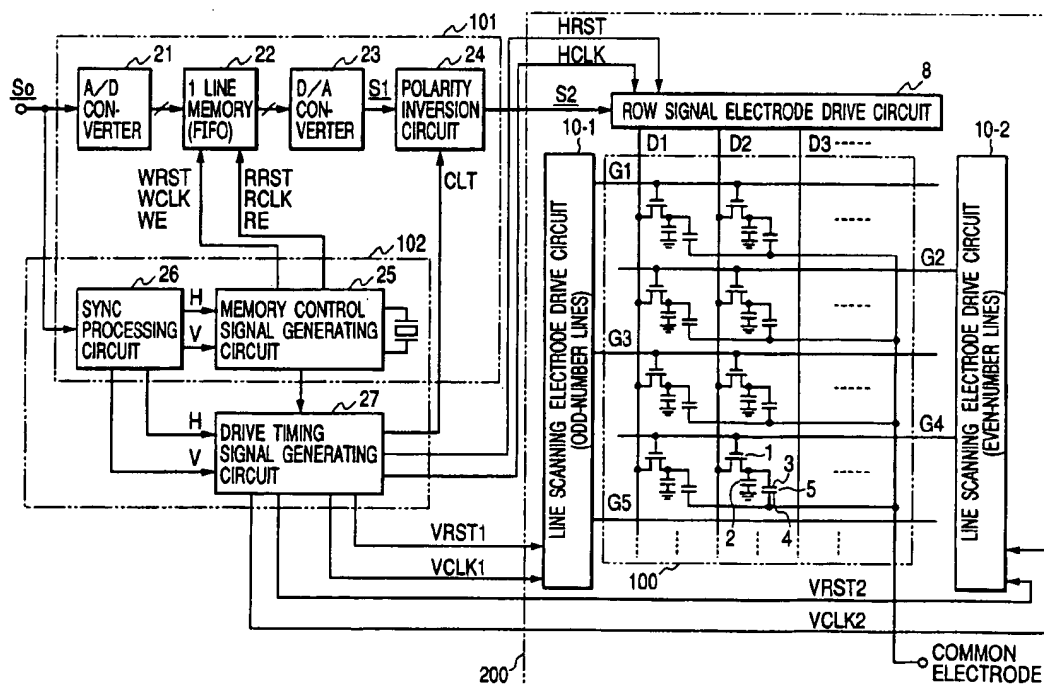 101
HRST
HCLK
21
22
23
24
So
A/D
CON-
VERTER
1 LINE
MEMORY
(FIFO)
D/A
CONVERTER
S1
POLARITY
INVERSION
CIRCUIT
S2
8
ROW SIGNAL ELECTRODE DRIVE CIRCUIT
10-1
D1
D2
D3
10-2
WRST
WCLK
WE
RRST
RCLK
RE
CLT
G1
G2
G3
G4
G5
LINE SCANNING ELECTRODE DRIVE CIRCUIT
(ODD-NUMBER LINES)
LINE SCANNING ELECTRODE DRIVE CIRCUIT
(EVEN-NUMBER LINES)
102
26
25
SYNC
PROCESSING
CIRCUIT
H
V
MEMORY CONTROL
SIGNAL GENERATING
CIRCUIT
27
H
V
DRIVE TIMING
SIGNAL GENERATING
CIRCUIT
1
3
5
2
4
VRST1
VCLK1
100
VRST2
VCLK2
200
COMMON
ELECTRODE